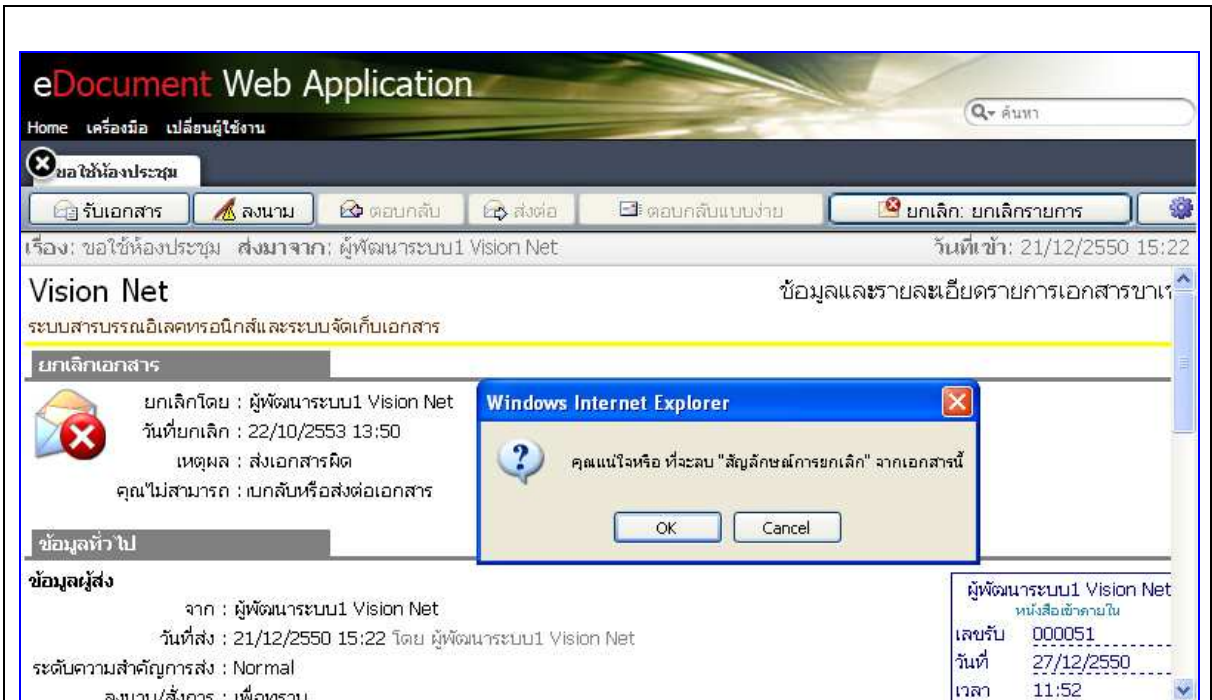 eDocument Web Application
Home เครื่องมือ เปลี่ยนผู้ใช้งาน
ค้นหา
ขอใช้ห้องประชุม
รับเอกสาร ลงนาม ตอบกลับ ส่งต่อ ตอบกลับแบบง่าย ยกเลิก: ยกเลิกรายการ
เรื่อง: ขอใช้ห้องประชุม ส่งมาจาก: ผู้พัฒนาระบบ1 Vision Net วันที่เข้า: 21/12/2550 15:22
Vision Net ข้อมูลและรายละเอียดรายการเอกสารขาเข้า
ระบบสารบรรณอิเลคทรอนิกส์และระบบจัดเก็บเอกสาร
ยกเลิกเอกสาร
ยกเลิกโดย : ผู้พัฒนาระบบ1 Vision Net
วันที่ยกเลิก : 22/10/2553 13:50
เหตุผล : ส่งเอกสารผิด
คุณไม่สามารถ : บกลับหรือส่งต่อเอกสาร
Windows Internet Explorer
คุณแน่ใจหรือ ที่จะลบ "สัญลักษณ์การยกเลิก" จากเอกสารนี้
OK Cancel
ข้อมูลทั่วไป
ข้อมูลผู้ส่ง
จาก : ผู้พัฒนาระบบ1 Vision Net
วันที่ส่ง : 21/12/2550 15:22 โดย ผู้พัฒนาระบบ1 Vision Net
ระดับความสำคัญการส่ง : Normal
ลงนาม/สั่งการ : เพื่อทราบ
ผู้พัฒนาระบบ1 Vision Net
หนังสือเข้าภายใน
เลขรับ 000051
วันที่ 27/12/2550
เวลา 11:52